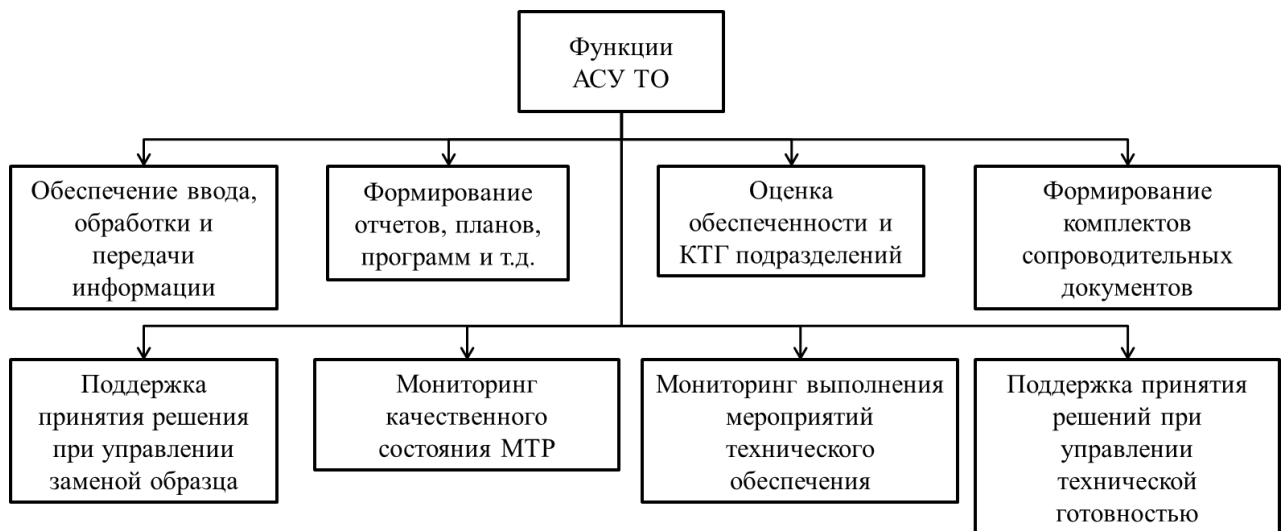 Функции
АСУ ТО
Обеспечение ввода,
обработки и
передачи
информации
Формирование
отчетов, планов,
программ и т.д.
Оценка
обеспеченности и
КТГ подразделений
Формирование
комплектов
сопроводительных
документов
Поддержка
принятия решения
при управлении
заменой образца
Мониторинг
качественного
состояния МТР
Мониторинг выполнения
мероприятий
технического
обеспечения
Поддержка принятия
решений при
управлении
технической
готовностью